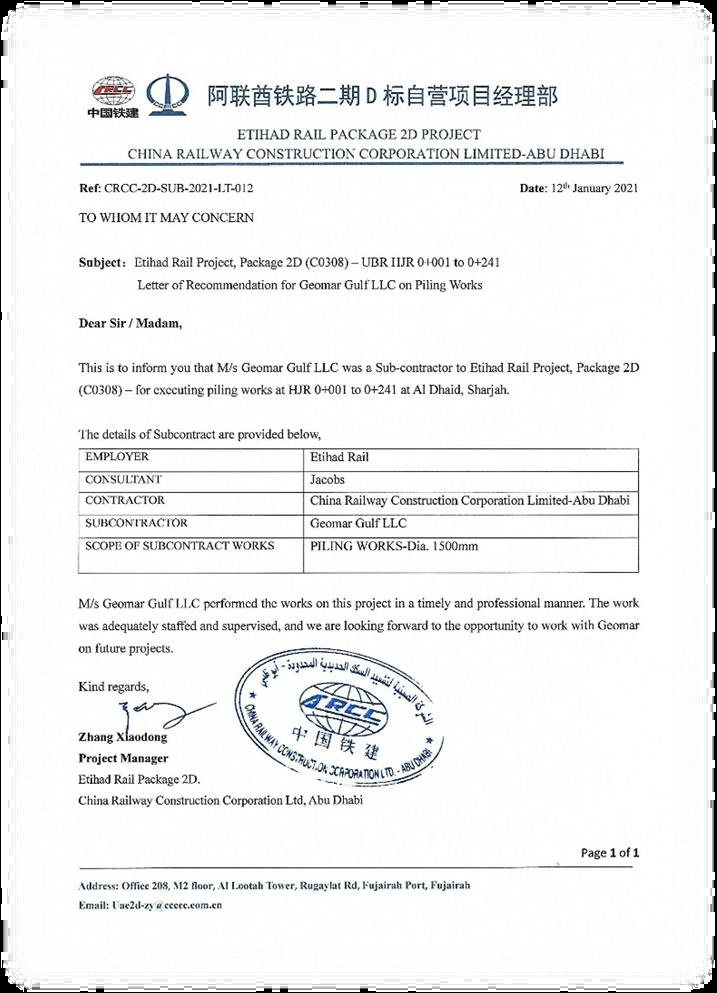 CRCC
中国铁建
阿联酋铁路二期 D 标自营项目经理部
ETIHAD RAIL PACKAGE 2D PROJECT
CHINA RAILWAY CONSTRUCTION CORPORATION LIMITED-ABU DHABI
Ref: CRCC-2D-SUB-2021-LT-012 Date: 12th January 2021
TO WHOM IT MAY CONCERN
Subject: Etihad Rail Project, Package 2D (C0308) – UBR HJR 0+001 to 0+241
Letter of Recommendation for Geomar Gulf LLC on Piling Works
Dear Sir / Madam,
This is to inform you that M/s Geomar Gulf LLC was a Sub-contractor to Etihad Rail Project, Package 2D
(C0308) – for executing piling works at HJR 0+001 to 0+241 at Al Dhaid, Sharjah.
The details of Subcontract are provided below,
EMPLOYER Etihad Rail
CONSULTANT Jacobs
CONTRACTOR China Railway Construction Corporation Limited-Abu Dhabi
SUBCONTRACTOR Geomar Gulf LLC
SCOPE OF SUBCONTRACT WORKS PILING WORKS-Dia. 1500mm
M/s Geomar Gulf LLC performed the works on this project in a timely and professional manner. The work
was adequately staffed and supervised, and we are looking forward to the opportunity to work with Geomar
on future projects.
Kind regards,
Zhang Xiaodong
Project Manager
Etihad Rail Package 2D.
China Railway Construction Corporation Ltd, Abu Dhabi
الشركة الصينية لتشييد السكك الحديدية المحدودة - أبوظبي
CRCC
中国铁建
CHINA RAILWAY CONSTRUCTION CORPORATION LTD. - ABU DHABI
Page 1 of 1
Address: Office 208, M2 floor, Al Lootah Tower, Rugaylat Rd, Fujairah Port, Fujairah
Email: